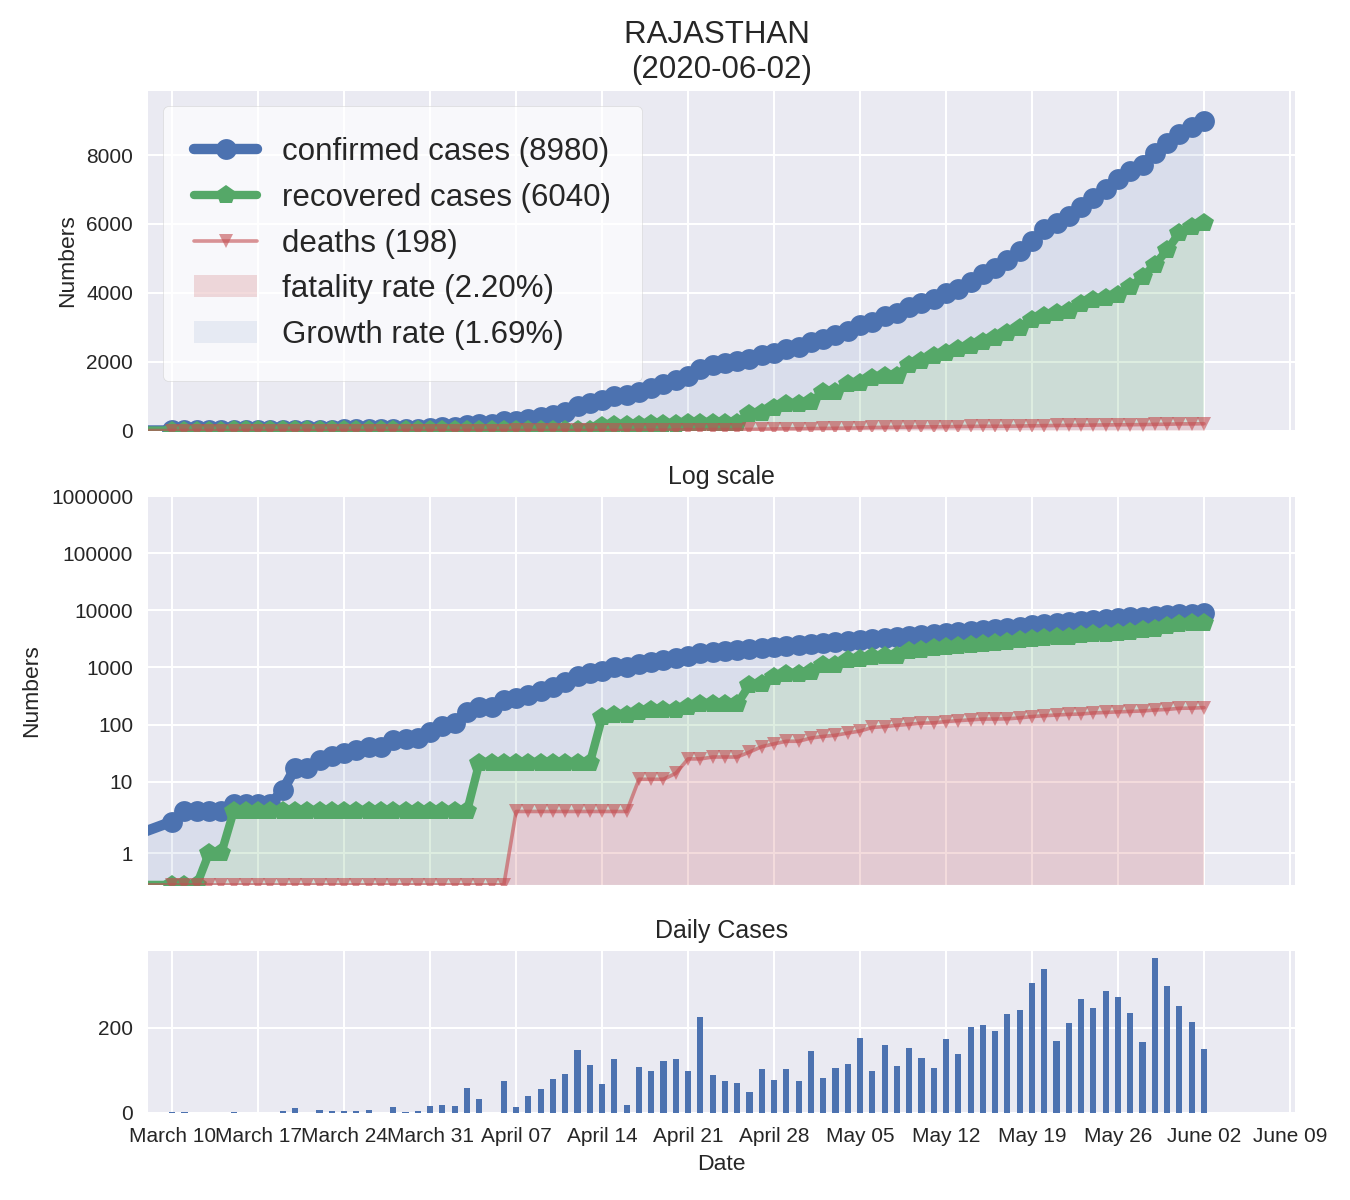 RAJASTHAN
(2020-06-02)
confirmed cases (8980)
recovered cases (6040)
deaths (198)
fatality rate (2.20%)
Growth rate (1.69%)
8000
6000
4000
2000
0
Numbers
Log scale
1000000
100000
10000
1000
100
10
1
Numbers
Daily Cases
200
0
March 10 March 17 March 24 March 31 April 07 April 14 April 21 April 28 May 05 May 12 May 19 May 26 June 02 June 09
Date